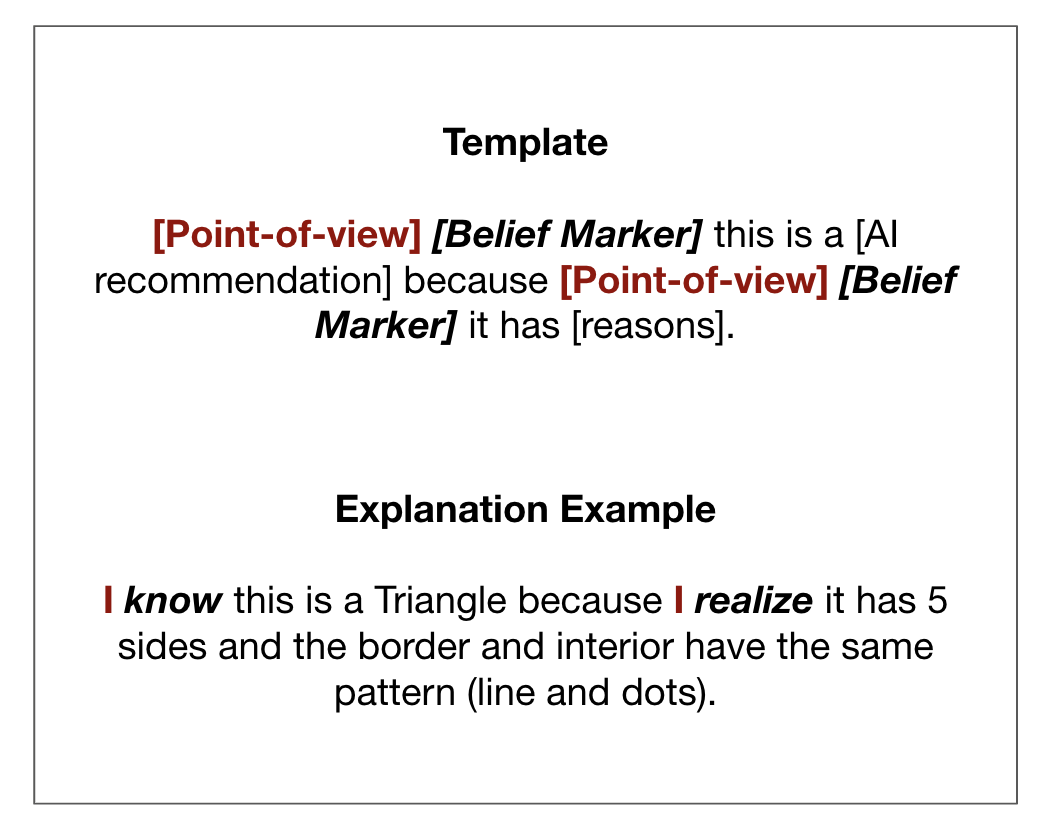 Template
[Point-of-view] [Belief Marker] this is a [AI
recommendation] because [Point-of-view] [Belief
Marker] it has [reasons].
Explanation Example
I know this is a Triangle because I realize it has 5
sides and the border and interior have the same
pattern (line and dots).